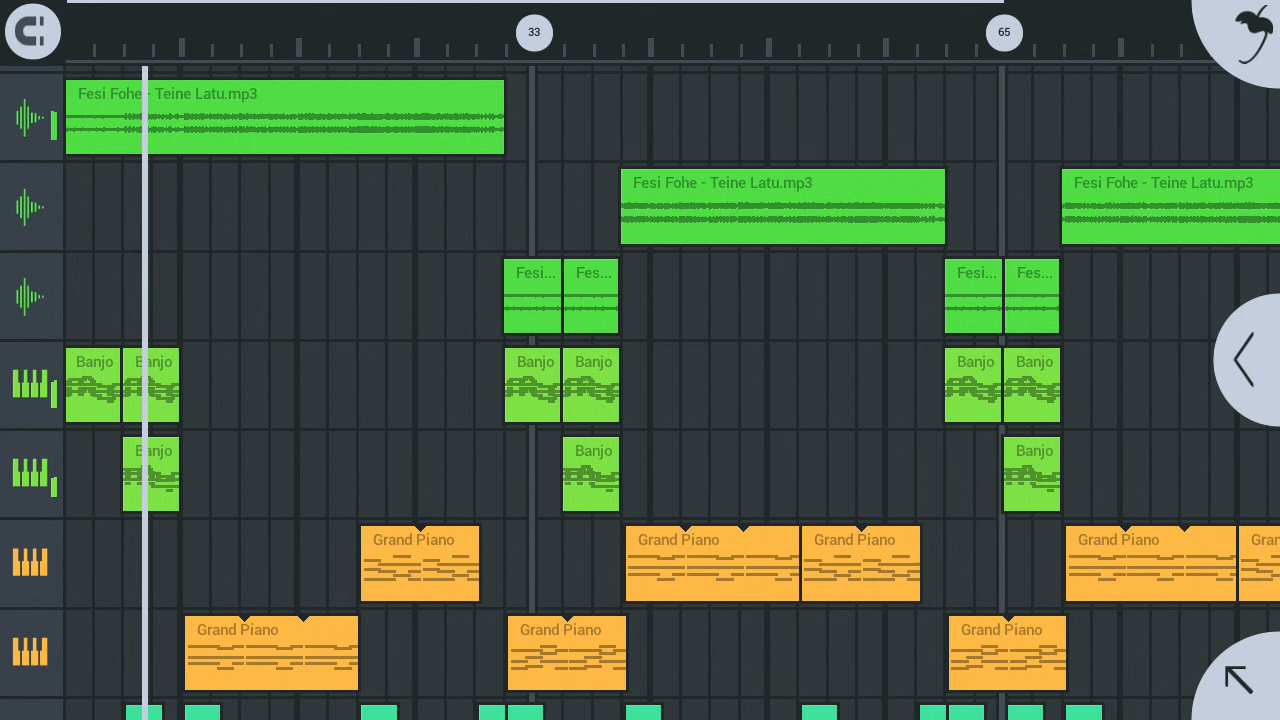 33
65
Fesi Fohe - Teine Latu.mp3
Fesi Fohe - Teine Latu.mp3
Fesi Fohe - Teine Latu.mp3
Fesi...
Fes...
Fesi...
Fes...
Banjo
Banjo
Banjo
Banjo
Banjo
Banjo
Banjo
Banjo
Banjo
Grand Piano
Grand Piano
Grand Piano
Grand Piano
Gran
Grand Piano
Grand Piano
Grand Piano